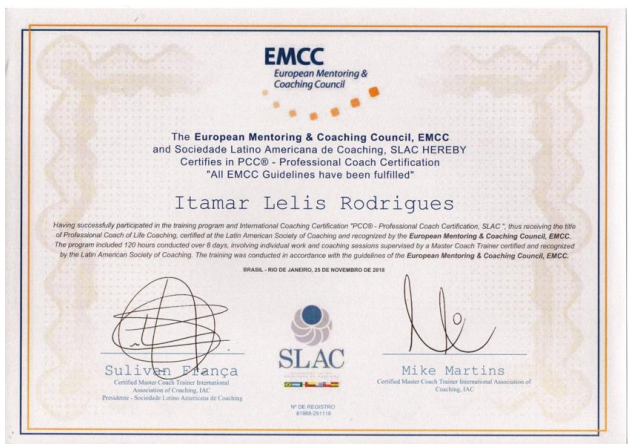 EMCC
European Mentoring &
Coaching Council
The European Mentoring & Coaching Council, EMCC
and Sociedade Latino Americana de Coaching, SLAC HEREBY
Certifies in PCC® - Professional Coach Certification
"All EMCC Guidelines have been fulfilled"
Itamar Lelis Rodrigues
Having successfully participated in the training program and International Coaching Certification "PCC® - Professional Coach Certification, SLAC ", thus receiving the title
of Professional Coach of Life Coaching, certified at the Latin American Society of Coaching and recognized by the European Mentoring & Coaching Council, EMCC.
The program included 120 hours conducted over 8 days, involving individual work and coaching sessions supervised by a Master Coach Trainer certified and recognized
by the Latin American Society of Coaching. The training was conducted in accordance with the guidelines of the European Mentoring & Coaching Council, EMCC.
BRASIL - RIO DE JANEIRO, 25 DE NOVEMBRO DE 2018
Sulivan França
Certified Master Coach Trainer International
Association of Coaching, IAC
Presidente - Sociedade Latino Americana de Coaching
SLAC
Mike Martins
Certified Master Coach Trainer International Association of
Coaching, IAC
Nº DE REGISTRO